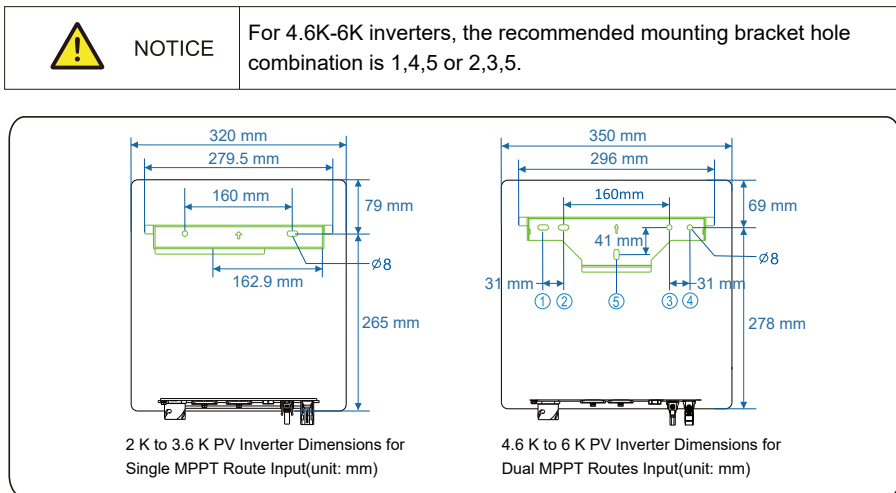 NOTICE
For 4.6K-6K inverters, the recommended mounting bracket hole
combination is 1,4,5 or 2,3,5.
320 mm
279.5 mm
160 mm
79 mm
Ø8
162.9 mm
265 mm
2 K to 3.6 K PV Inverter Dimensions for
Single MPPT Route Input(unit: mm)
350 mm
296 mm
160mm
69 mm
41 mm
Ø8
31 mm
① ② ⑤ ③ ④
31 mm
278 mm
4.6 K to 6 K PV Inverter Dimensions for
Dual MPPT Routes Input(unit: mm)